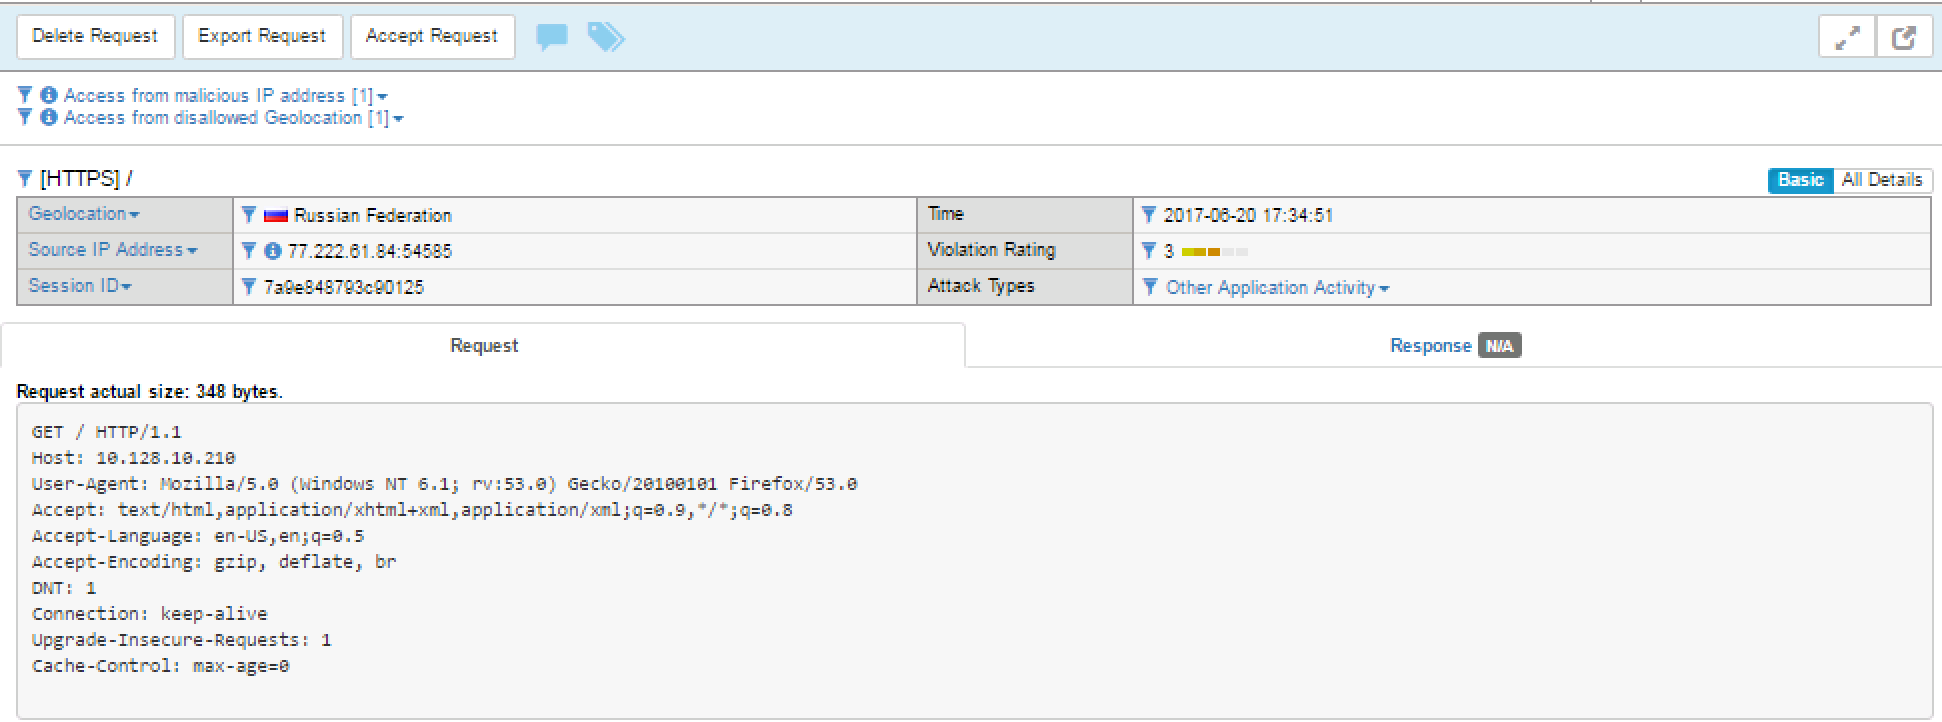 Delete Request Export Request Accept Request
Access from malicious IP address [1]
Access from disallowed Geolocation [1]
[HTTPS] / Basic All Details
Geolocation Russian Federation Time 2017-06-20 17:34:51
Source IP Address 77.222.61.84:54585 Violation Rating 3
Session ID 7a9e848793c90125 Attack Types Other Application Activity
Request Response N/A
Request actual size: 348 bytes.
GET / HTTP/1.1
Host: 10.128.10.210
User-Agent: Mozilla/5.0 (Windows NT 6.1; rv:53.0) Gecko/20100101 Firefox/53.0
Accept: text/html,application/xhtml+xml,application/xml;q=0.9,*/*;q=0.8
Accept-Language: en-US,en;q=0.5
Accept-Encoding: gzip, deflate, br
DNT: 1
Connection: keep-alive
Upgrade-Insecure-Requests: 1
Cache-Control: max-age=0